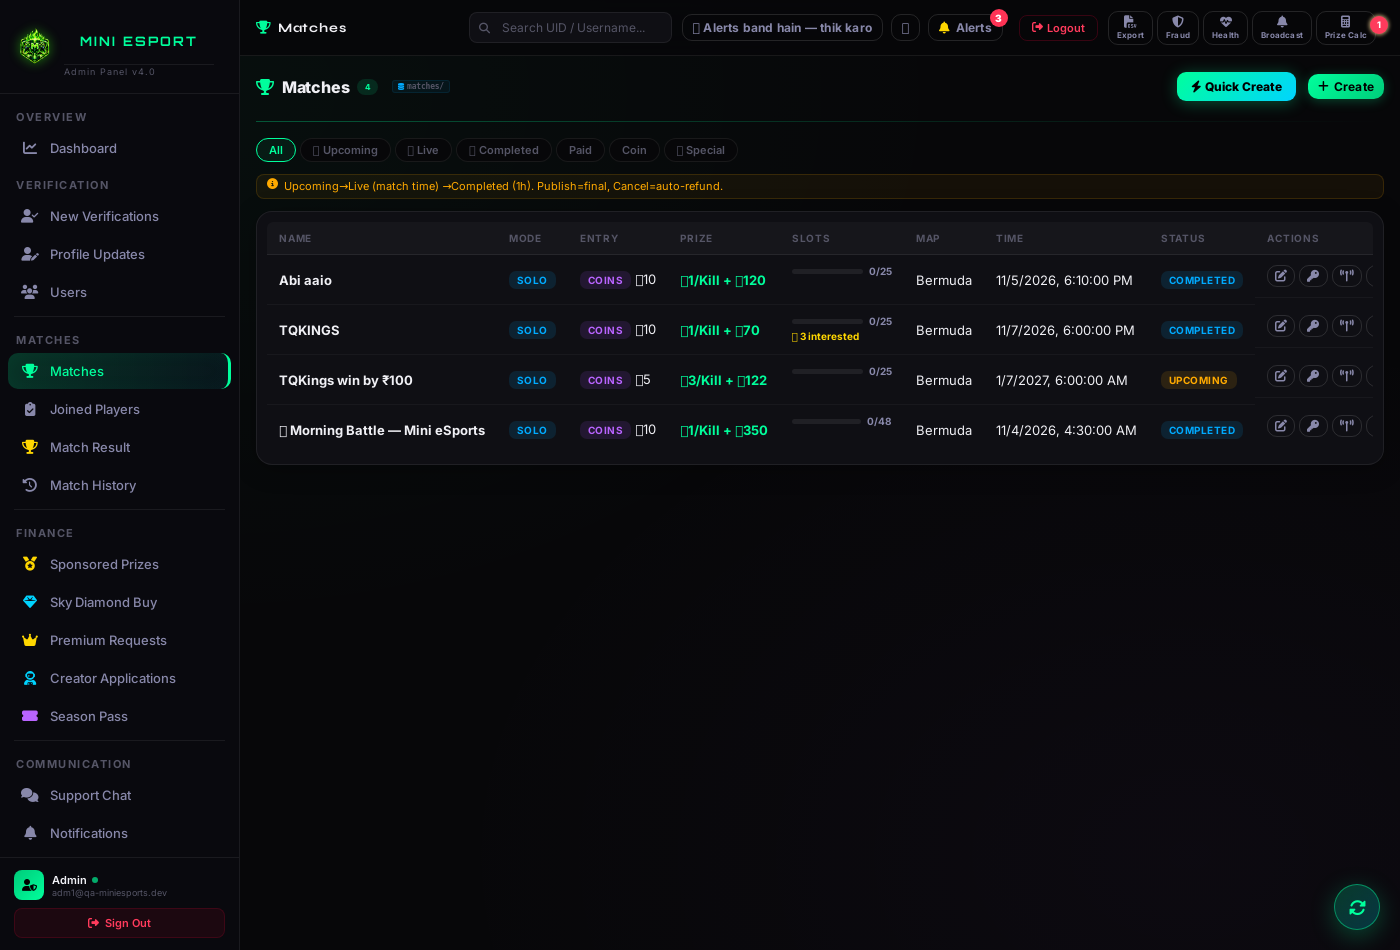 MINI ESPORT
Admin Panel v4.0
OVERVIEW
Dashboard
VERIFICATION
New Verifications
Profile Updates
Users
MATCHES
Matches
Joined Players
Match Result
Match History
FINANCE
Sponsored Prizes
Sky Diamond Buy
Premium Requests
Creator Applications
Season Pass
COMMUNICATION
Support Chat
Notifications
Admin
adm1@qa-miniesports.dev
Sign Out
Matches
Search UID / Username...
Alerts band hain — thik karo
Alerts 3
Logout
Export
Fraud
Health
Broadcast
Prize Calc
1
Matches 4 matches/
Quick Create
Create
All Upcoming Live Completed Paid Coin Special
Upcoming→Live (match time) →Completed (1h). Publish=final, Cancel=auto-refund.
NAME MODE ENTRY PRIZE SLOTS MAP TIME STATUS ACTIONS
Abi aaio SOLO COINS 10 1/Kill + 120 0/25 Bermuda 11/5/2026, 6:10:00 PM COMPLETED
TQKINGS SOLO COINS 10 1/Kill + 70 0/25 Bermuda 11/7/2026, 6:00:00 PM COMPLETED
3 interested
TQKings win by ₹100 SOLO COINS 5 3/Kill + 122 0/25 Bermuda 1/7/2027, 6:00:00 AM UPCOMING
Morning Battle — Mini eSports SOLO COINS 10 1/Kill + 350 0/48 Bermuda 11/4/2026, 4:30:00 AM COMPLETED